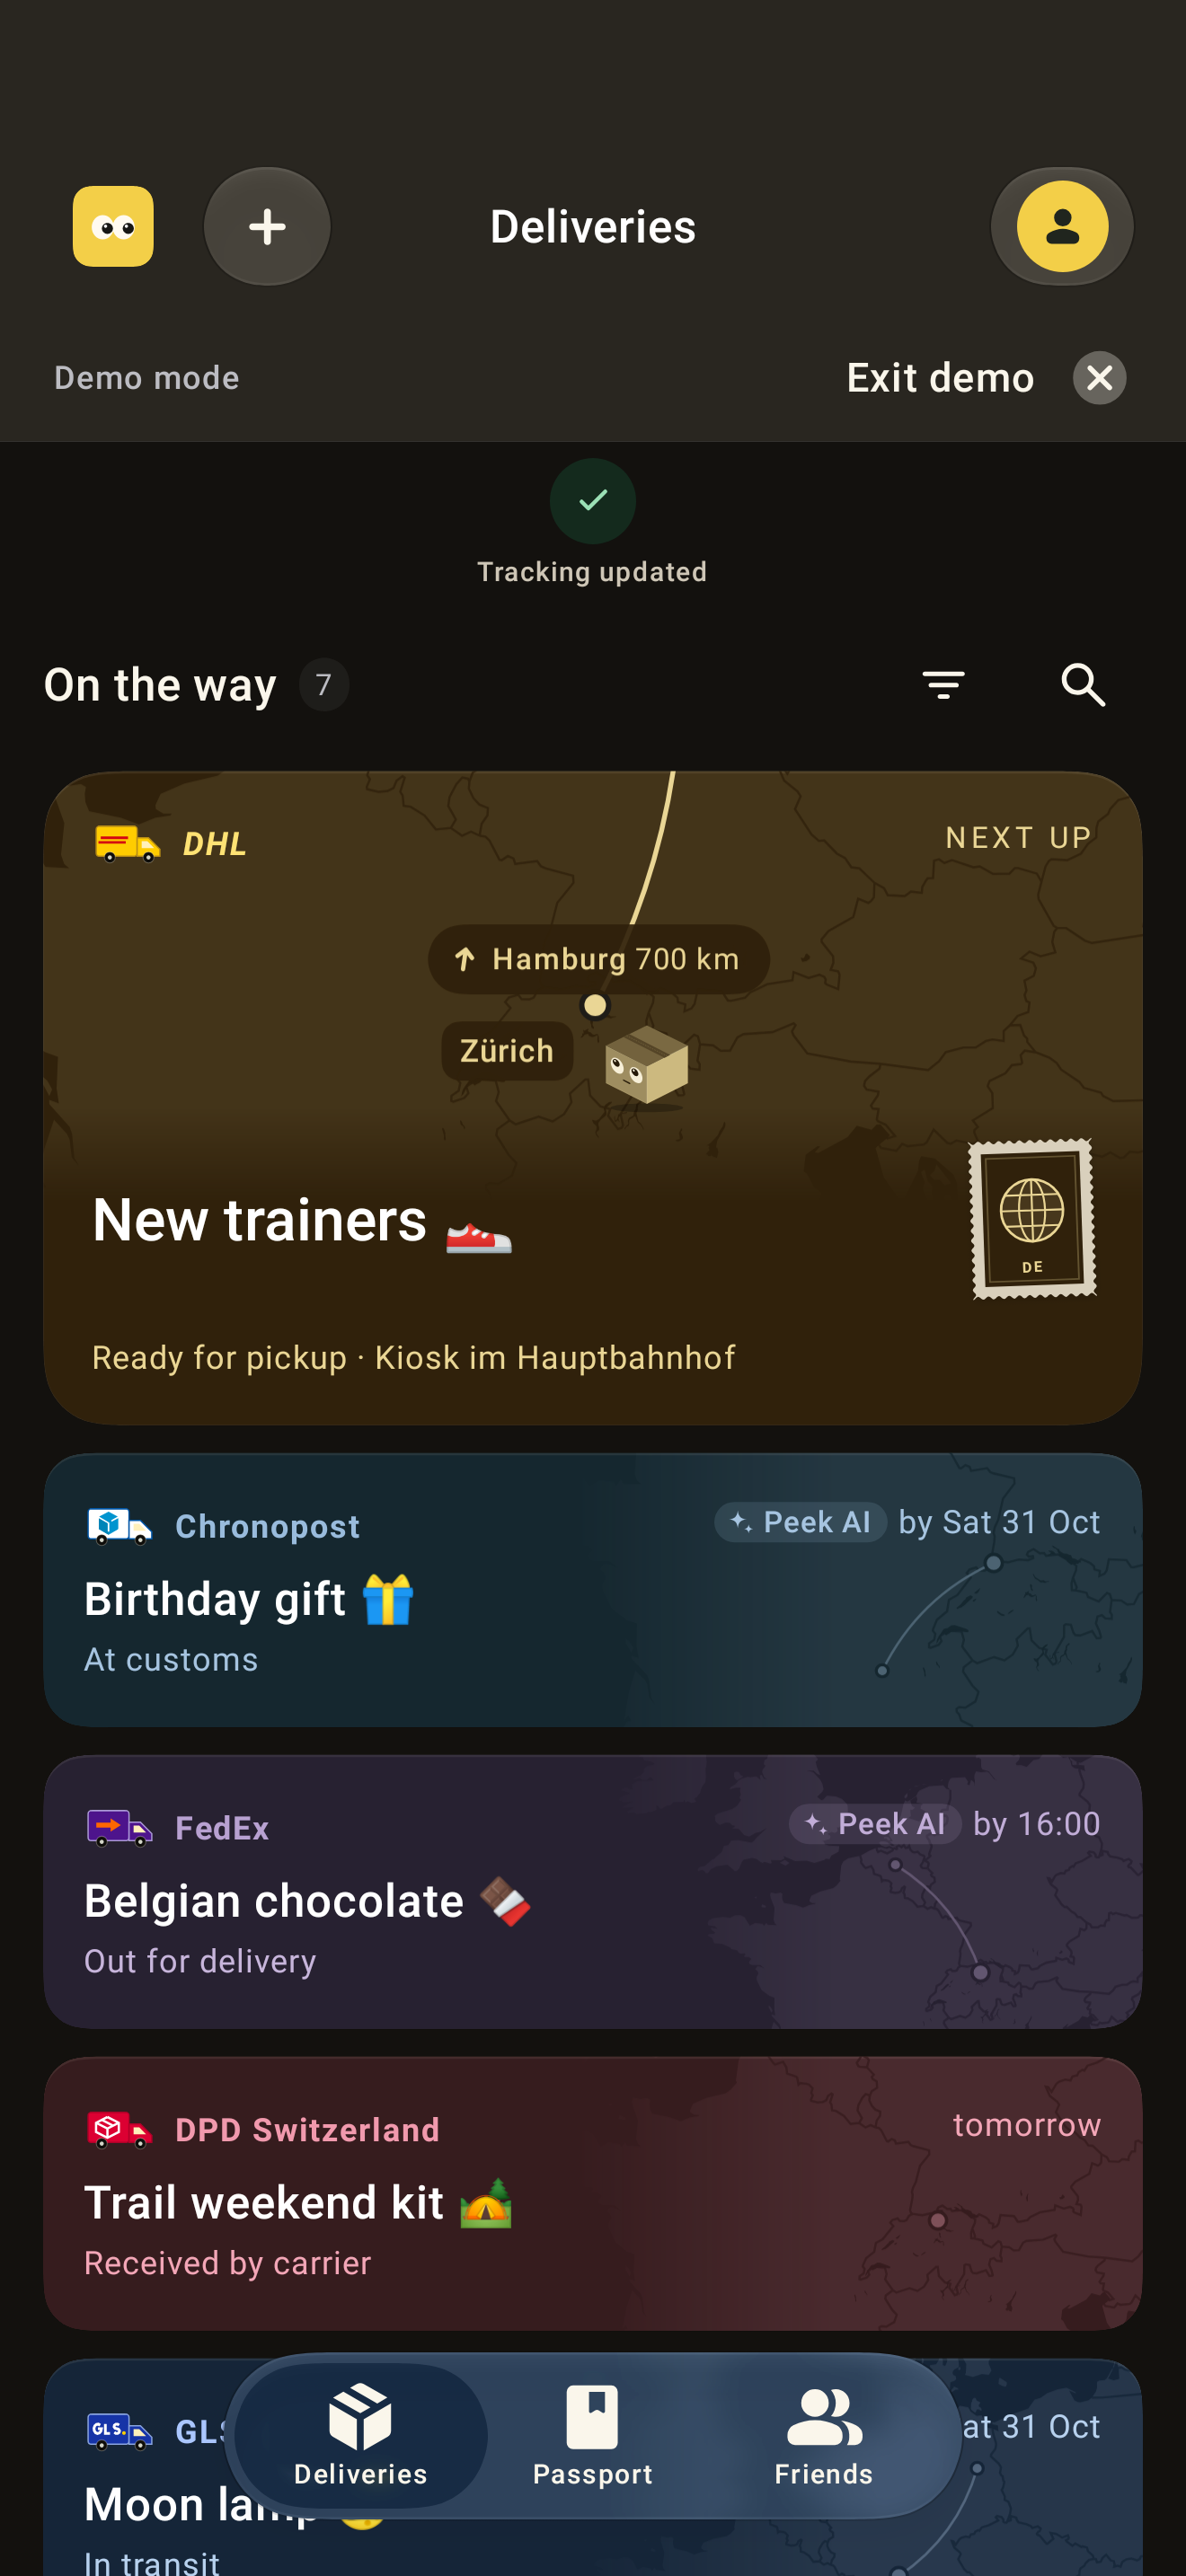 Deliveries
Demo mode
Exit demo
Tracking updated
On the way 7
DHL
NEXT UP
Hamburg 700 km
Zürich
New trainers
DE
Ready for pickup · Kiosk im Hauptbahnhof
Chronopost
Peek AI by Sat 31 Oct
Birthday gift
At customs
FedEx
Peek AI by 16:00
Belgian chocolate
Out for delivery
DPD Switzerland
tomorrow
Trail weekend kit
Received by carrier
GLS.
31 Oct
Moon
In transit
Deliveries
Passport
Friends